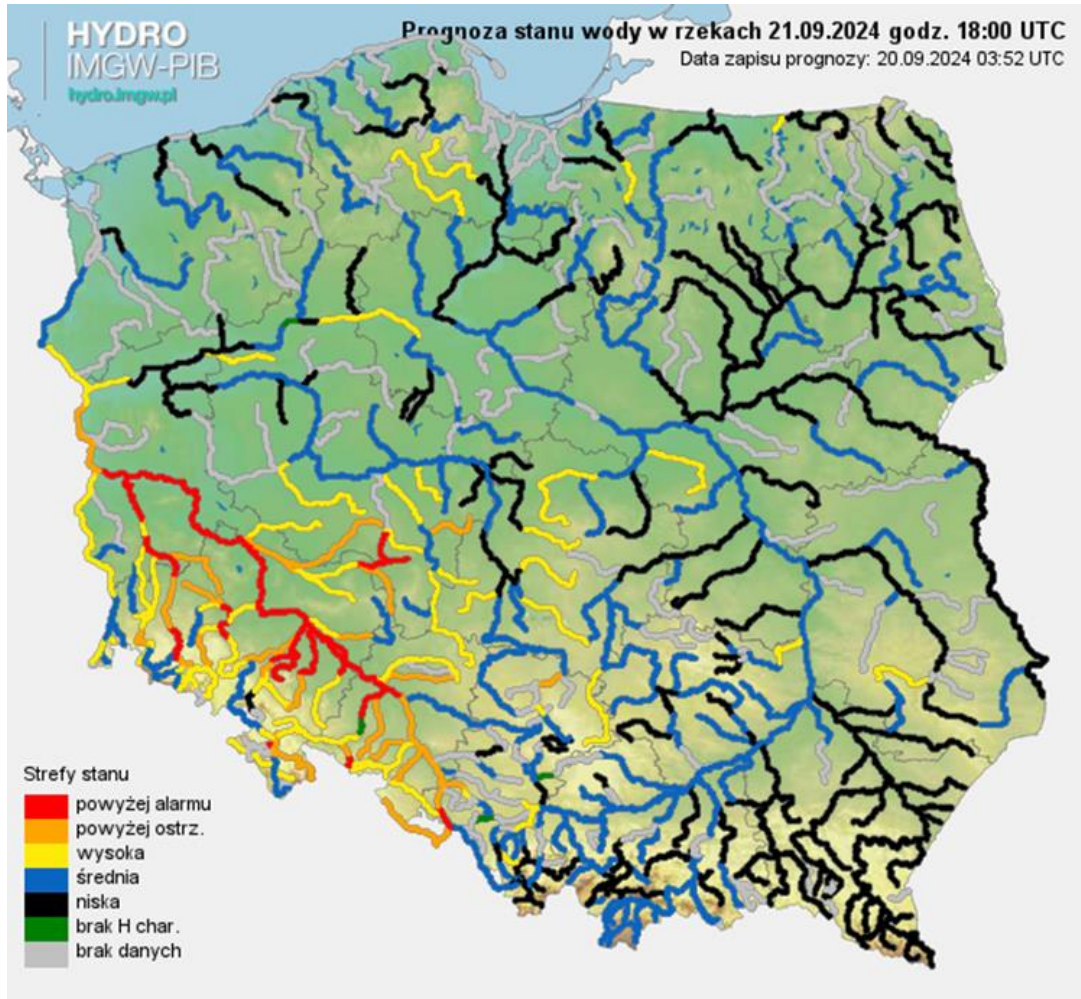 HYDRO
IMGW-PIB
hydro.imgw.pl
Prognoza stanu wody w rzekach 21.09.2024 godz. 18:00 UTC
Data zapisu prognozy: 20.09.2024 03:52 UTC
Strefy stanu
powyżej alarmu
powyżej ostrz.
wysoka
średnia
niska
brak H char.
brak danych